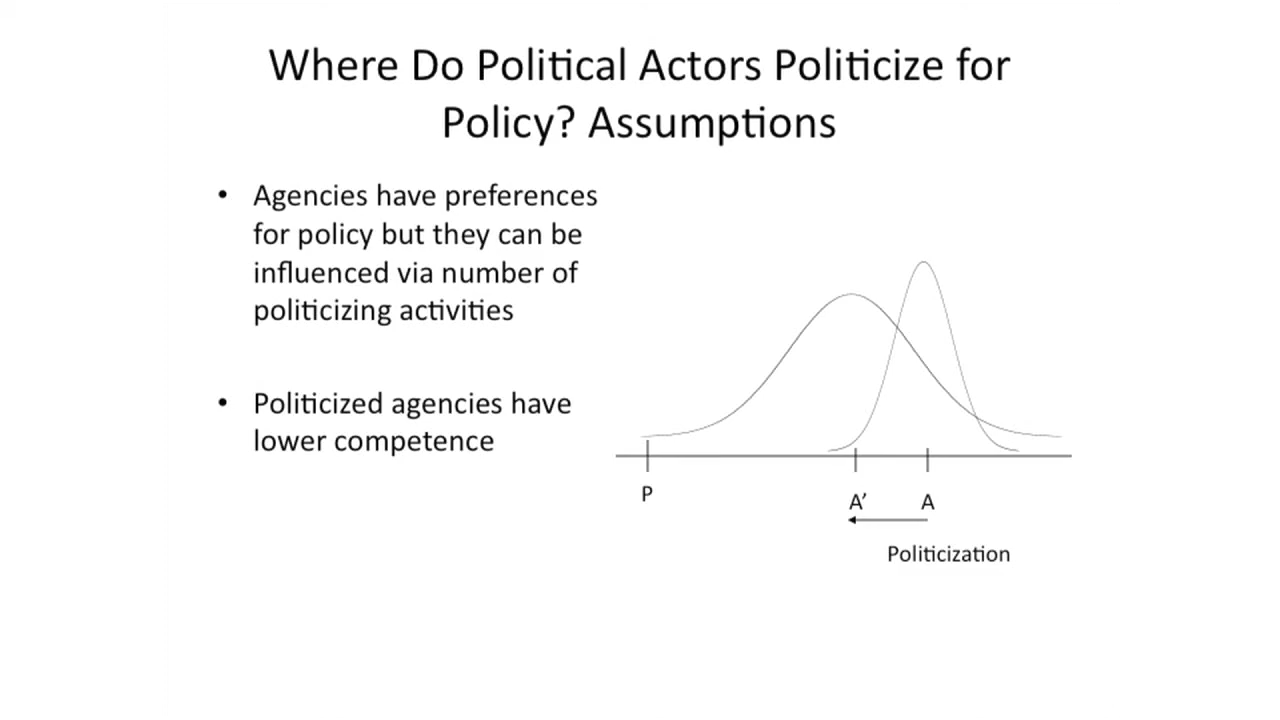 Where Do Political Actors Politicize for
Policy? Assumptions
• Agencies have preferences
for policy but they can be
influenced via number of
politicizing activities
• Politicized agencies have
lower competence
P
A’
A
Politicization